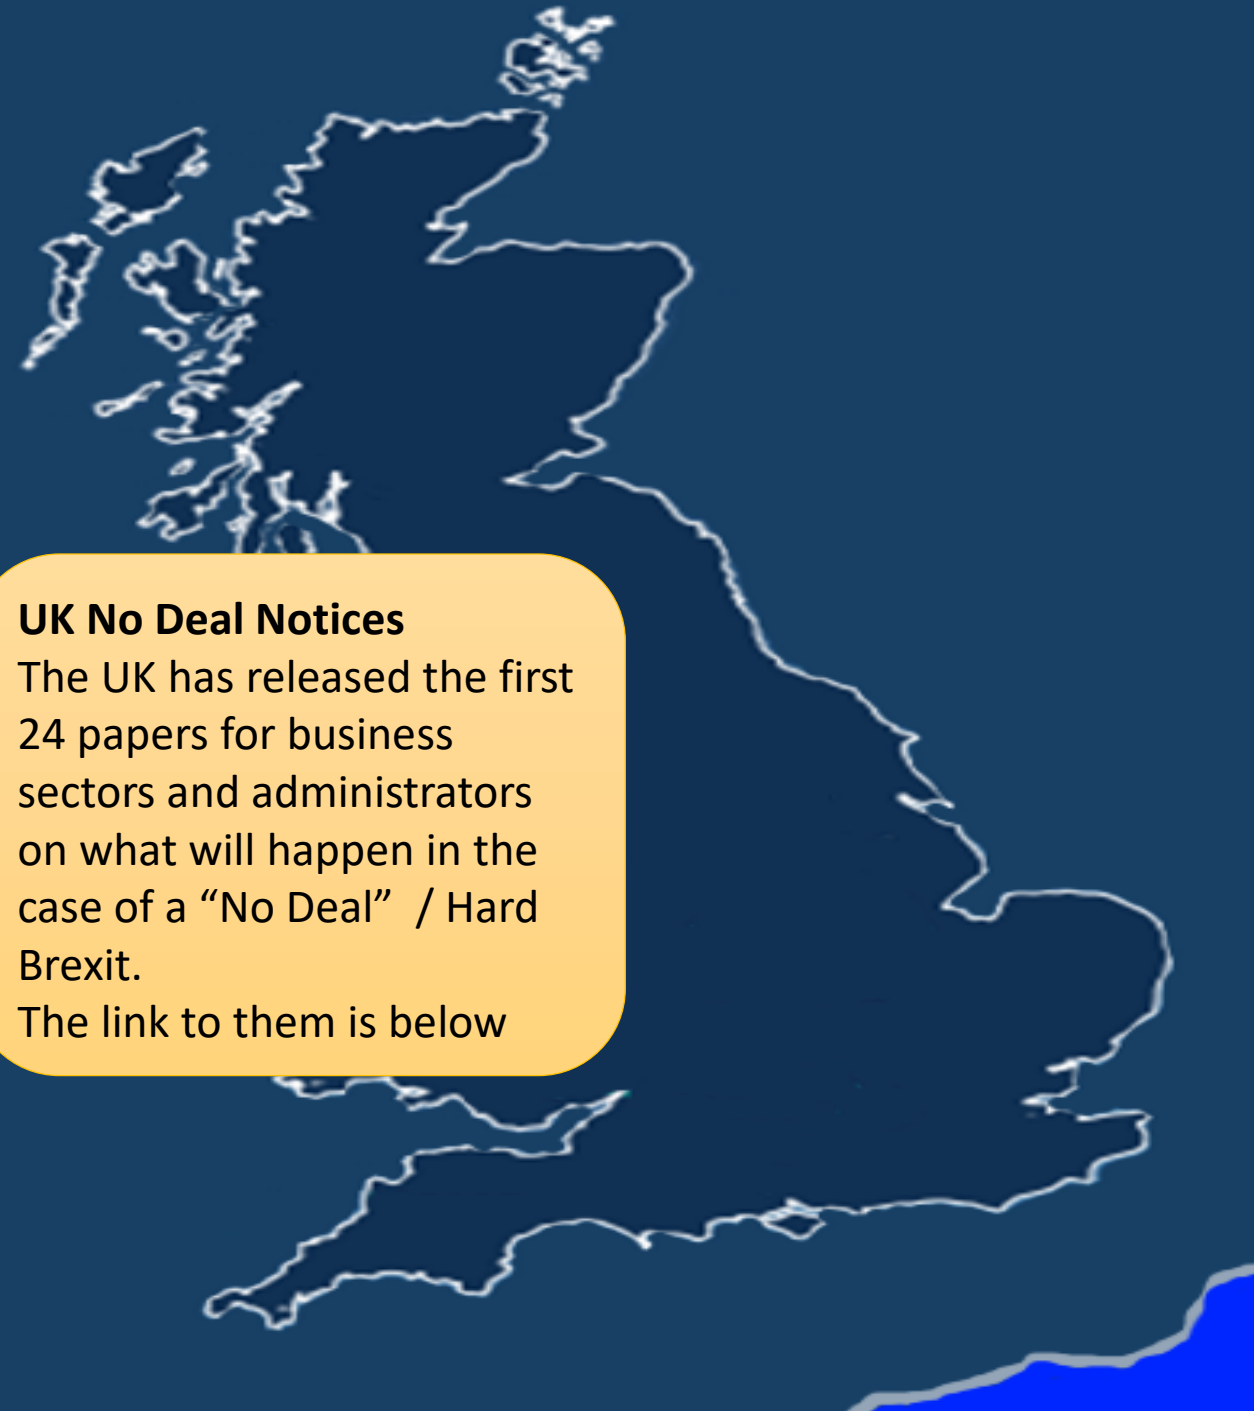 UK No Deal Notices
The UK has released the first
24 papers for business
sectors and administrators
on what will happen in the
case of a “No Deal”  / Hard
Brexit.
The link to them is below